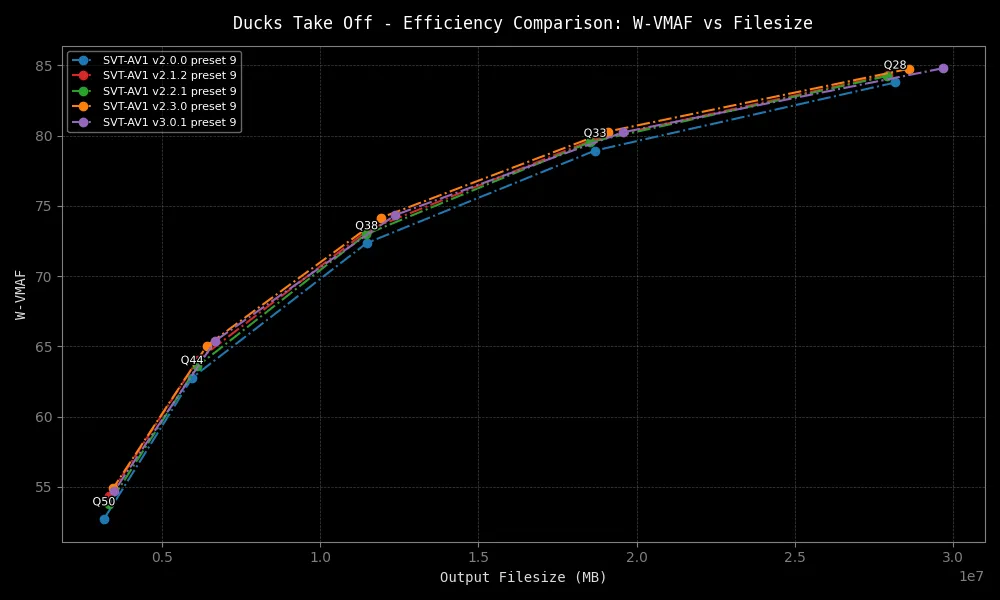 Ducks Take Off - Efficiency Comparison: W-VMAF vs Filesize
SVT-AV1 v2.0.0 preset 9
SVT-AV1 v2.1.2 preset 9
SVT-AV1 v2.2.1 preset 9
SVT-AV1 v2.3.0 preset 9
SVT-AV1 v3.0.1 preset 9
W-VMAF
85
80
75
70
65
60
55
Q28
Q33
Q38
Q44
Q50
0.5
1.0
1.5
2.0
2.5
3.0
1e7
Output Filesize (MB)